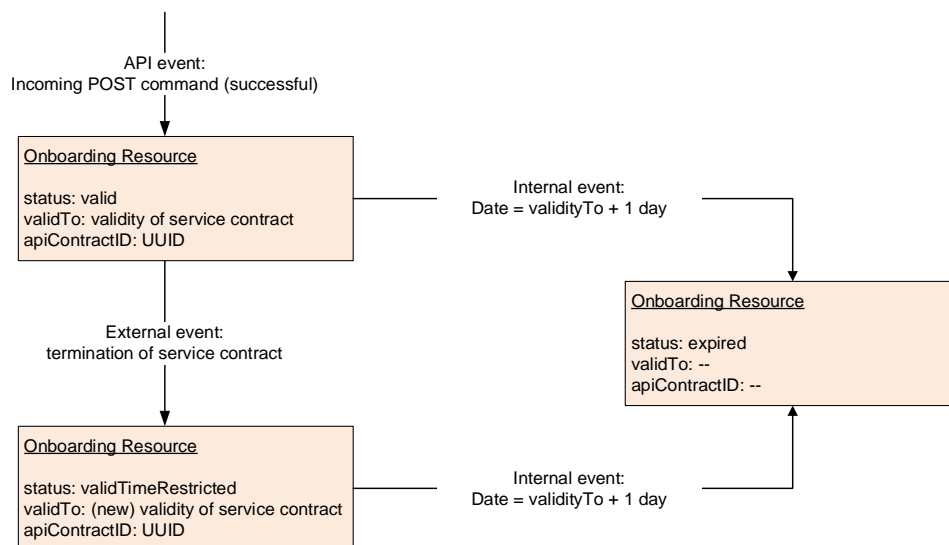 API event:
Incoming POST command (successful)
Onboarding Resource
status: valid
validTo: validity of service contract
apiContractID: UUID
Internal event:
Date = validityTo + 1 day
Onboarding Resource
status: expired
validTo: --
apiContractID: --
External event:
termination of service contract
Onboarding Resource
status: validTimeRestricted
validTo: (new) validity of service contract
apiContractID: UUID
Internal event:
Date = validityTo + 1 day